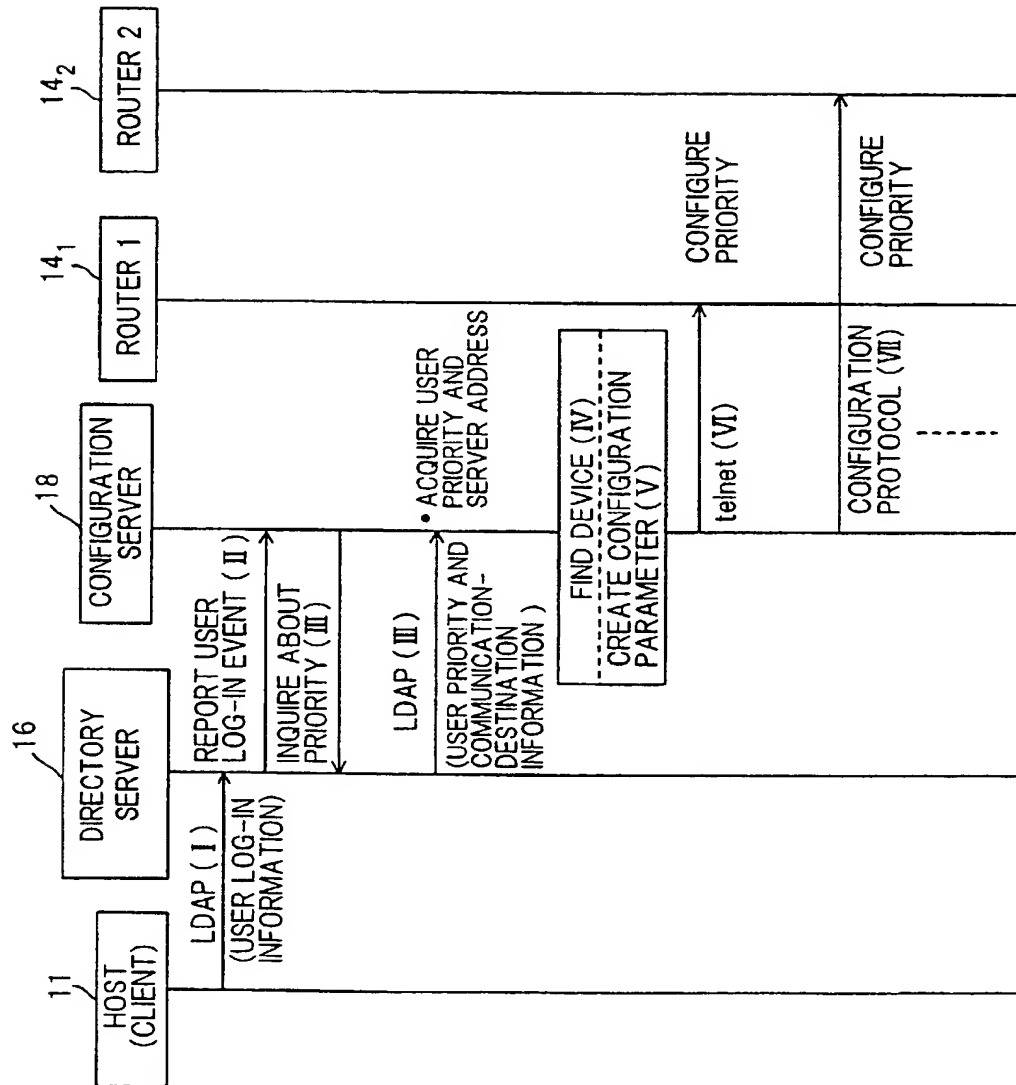 11
HOST
(CLIENT)
16
DIRECTORY
SERVER
18
CONFIGURATION
SERVER
14₁
ROUTER 1
14₂
ROUTER 2
LDAP (Ⅰ)
(USER LOG-IN
INFORMATION)
REPORT USER
LOG-IN EVENT (Ⅱ)
INQUIRE ABOUT
PRIORITY (Ⅲ)
LDAP (Ⅲ)
(USER PRIORITY AND
COMMUNICATION-
DESTINATION
INFORMATION)
• ACQUIRE USER
PRIORITY AND
SERVER ADDRESS
FIND DEVICE (Ⅳ)
CREATE CONFIGURATION
PARAMETER (Ⅴ)
telnet (Ⅵ)
CONFIGURE
PRIORITY
CONFIGURATION
PROTOCOL (Ⅶ)
CONFIGURE
PRIORITY